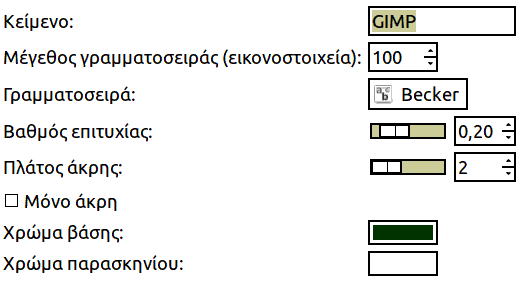 Κείμενο: GIMP
Μέγεθος γραμματοσειράς (εικονοστοιχεία): 100
Γραμματοσειρά: Becker
Βαθμός επιτυχίας: 0,20
Πλάτος άκρης: 2
Μόνο άκρη
Χρώμα βάσης:
Χρώμα παρασκηνίου: